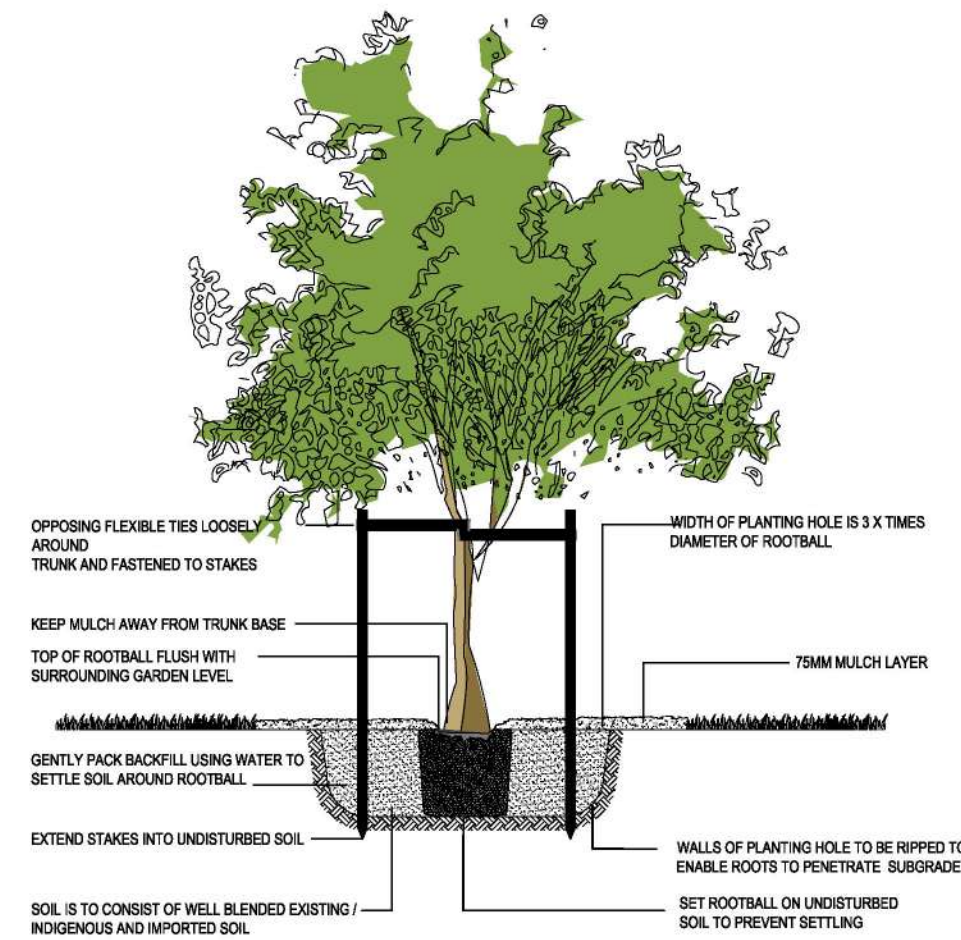 OPPOSING FLEXIBLE TIES LOOSELY
AROUND
TRUNK AND FASTENED TO STAKES
KEEP MULCH AWAY FROM TRUNK BASE
TOP OF ROOTBALL FLUSH WITH
SURROUNDING GARDEN LEVEL
GENTLY PACK BACKFILL USING WATER TO
SETTLE SOIL AROUND ROOTBALL
EXTEND STAKES INTO UNDISTURBED SOIL
SOIL IS TO CONSIST OF WELL BLENDED EXISTING /
INDIGENOUS AND IMPORTED SOIL
WIDTH OF PLANTING HOLE IS 3 X TIMES
DIAMETER OF ROOTBALL
75MM MULCH LAYER
WALLS OF PLANTING HOLE TO BE RIPPED TO
ENABLE ROOTS TO PENETRATE SUBGRADE
SET ROOTBALL ON UNDISTURBED
SOIL TO PREVENT SETTLING